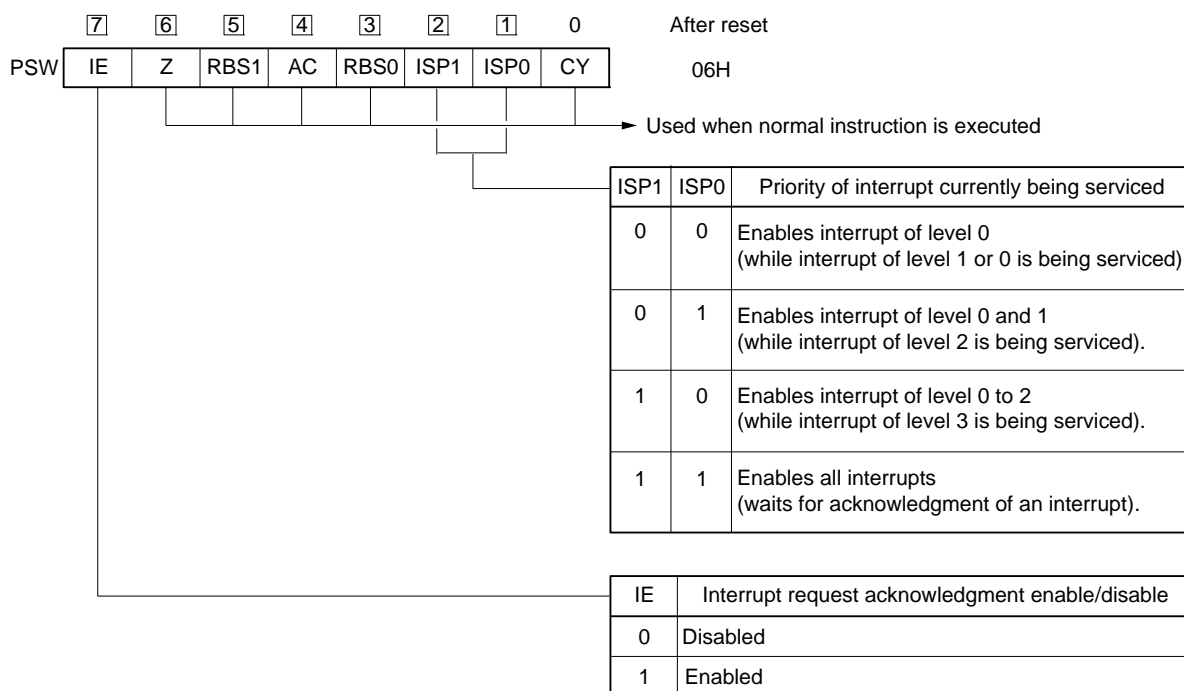 7 6 5 4 3 2 1 0 After reset
PSW IE Z RBS1 AC RBS0 ISP1 ISP0 CY 06H
Used when normal instruction is executed
ISP1 ISP0 Priority of interrupt currently being serviced
0 0 Enables interrupt of level 0
(while interrupt of level 1 or 0 is being serviced)
0 1 Enables interrupt of level 0 and 1
(while interrupt of level 2 is being serviced).
1 0 Enables interrupt of level 0 to 2
(while interrupt of level 3 is being serviced).
1 1 Enables all interrupts
(waits for acknowledgment of an interrupt).
IE Interrupt request acknowledgment enable/disable
0 Disabled
1 Enabled